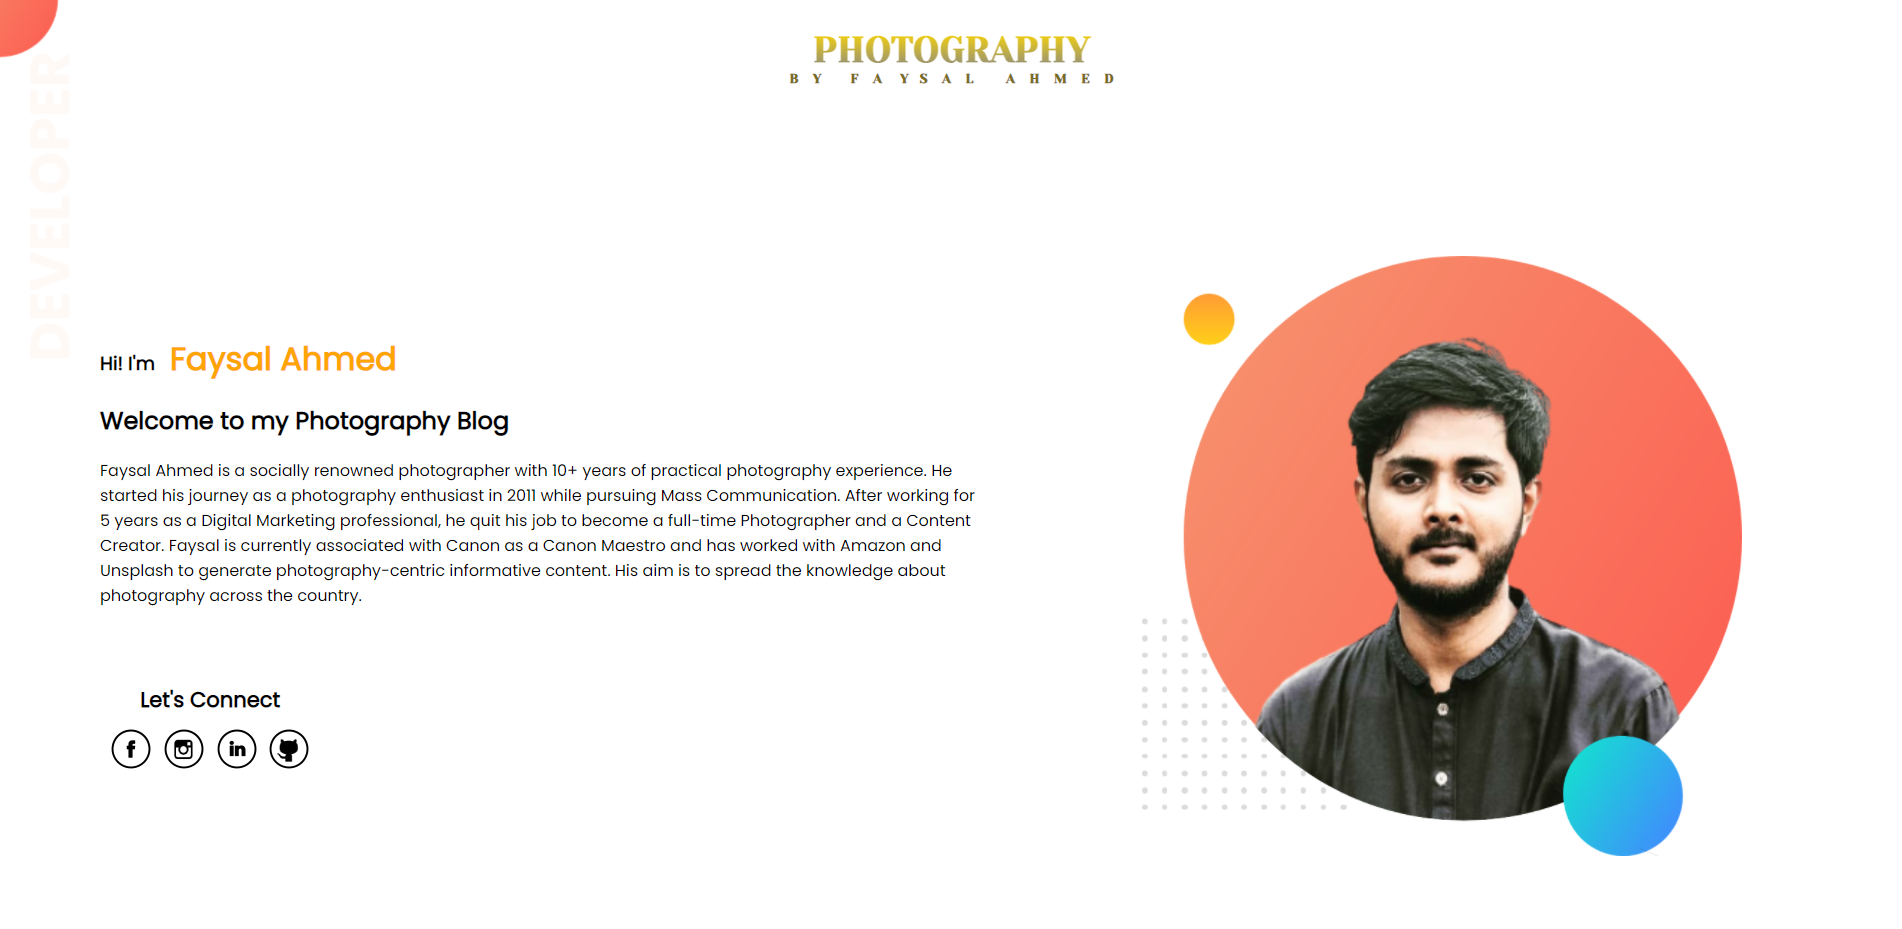 PHOTOGRAPHY
BY FAYSAL AHMED
DEVELOPER
Hi! I'm Faysal Ahmed
Welcome to my Photography Blog
Faysal Ahmed is a socially renowned photographer with 10+ years of practical photography experience. He
started his journey as a photography enthusiast in 2011 while pursuing Mass Communication. After working for
5 years as a Digital Marketing professional, he quit his job to become a full-time Photographer and a Content
Creator. Faysal is currently associated with Canon as a Canon Maestro and has worked with Amazon and
Unsplash to generate photography-centric informative content. His aim is to spread the knowledge about
photography across the country.
Let's Connect